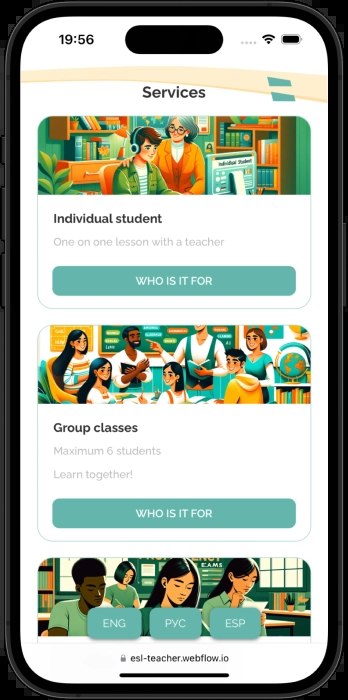 19:56
Services
Individual student
Individual student
One on one lesson with a teacher
WHO IS IT FOR
Group classes
Maximum 6 students
Learn together!
WHO IS IT FOR
EXAMS
ENG
РУС
ESP
esl-teacher.webflow.io